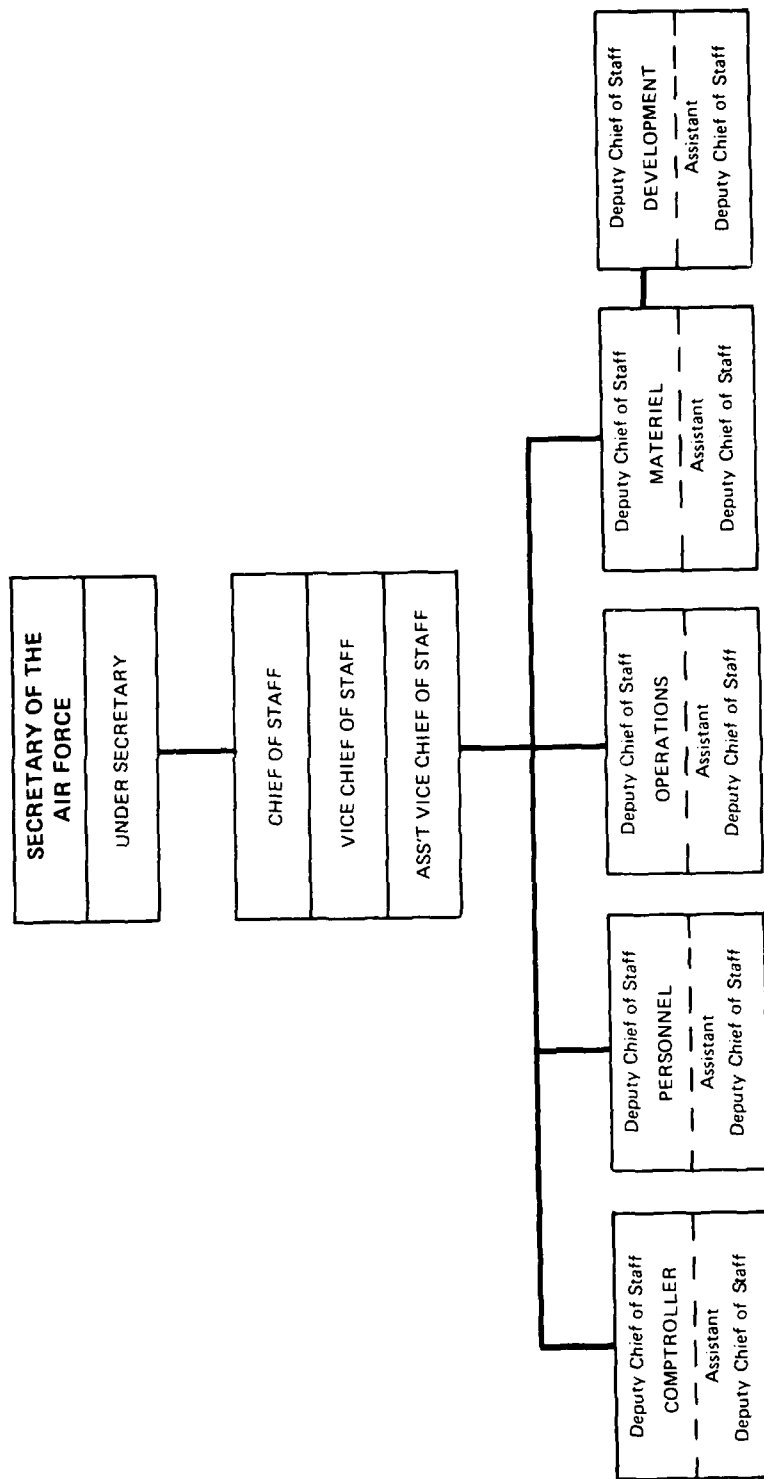 SECRETARY OF THE
AIR FORCE
UNDER SECRETARY
CHIEF OF STAFF
VICE CHIEF OF STAFF
ASS'T VICE CHIEF OF STAFF
Deputy Chief of Staff
COMPTROLLER
Assistant
Deputy Chief of Staff
Deputy Chief of Staff
PERSONNEL
Assistant
Deputy Chief of Staff
Deputy Chief of Staff
OPERATIONS
Assistant
Deputy Chief of Staff
Deputy Chief of Staff
MATERIEL
Assistant
Deputy Chief of Staff
Deputy Chief of Staff
DEVELOPMENT
Assistant
Deputy Chief of Staff